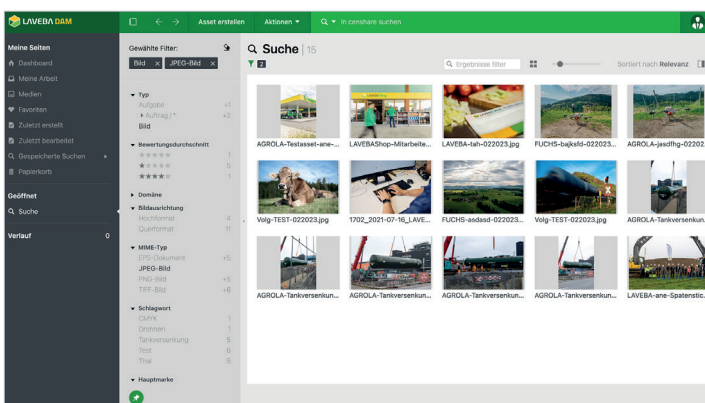 LAVEBA DAM
Asset erstellen
Aktionen
In censhare suchen
Meine Seiten
Dashboard
Meine Arbeit
Medien
Favoriten
Zuletzt erstellt
Zuletzt bearbeitet
Gespeicherte Suchen
Papierkorb
Geöffnet
Suche
Verlauf 0
Gewählte Filter:
Bild × JPEG-Bild ×
Typ
Aufgabe +1
Auftrag / * +2
Bild
Bewertungsdurchschnitt
1
5
1
Domäne
Bildausrichtung
Hochformat 4
Querformat 11
MIME-Typ
EPS-Dokument +5
JPEG-Bild
PNG-Bild +5
TIFF-Bild +6
Schlagwort
CMYK 1
Drohnen 1
Tankversenkung 5
Test 6
Thal 5
Hauptmarke
Suche | 15
2
Ergebnisse filter
Sortiert nach Relevanz
AGROLA-Testasset-ane-...
LAVEBAShop-Mitarbeite...
LAVEBA-tah-022023.jpg
FUCHS-bajksfd-022023...
AGROLA-jasdfhg-02202
Volg-TEST-022023.jpg
1702_2021-07-16_LAVE...
FUCHS-asdasd-022023...
Volg-TEST-022023.jpg
AGROLA-Tankversenkun.
AGROLA-Tankversenkun...
AGROLA-Tankversenkun...
AGROLA-Tankversenkun...
AGROLA-Tankversenkun...
LAVEBA-ane-Spatenstic.